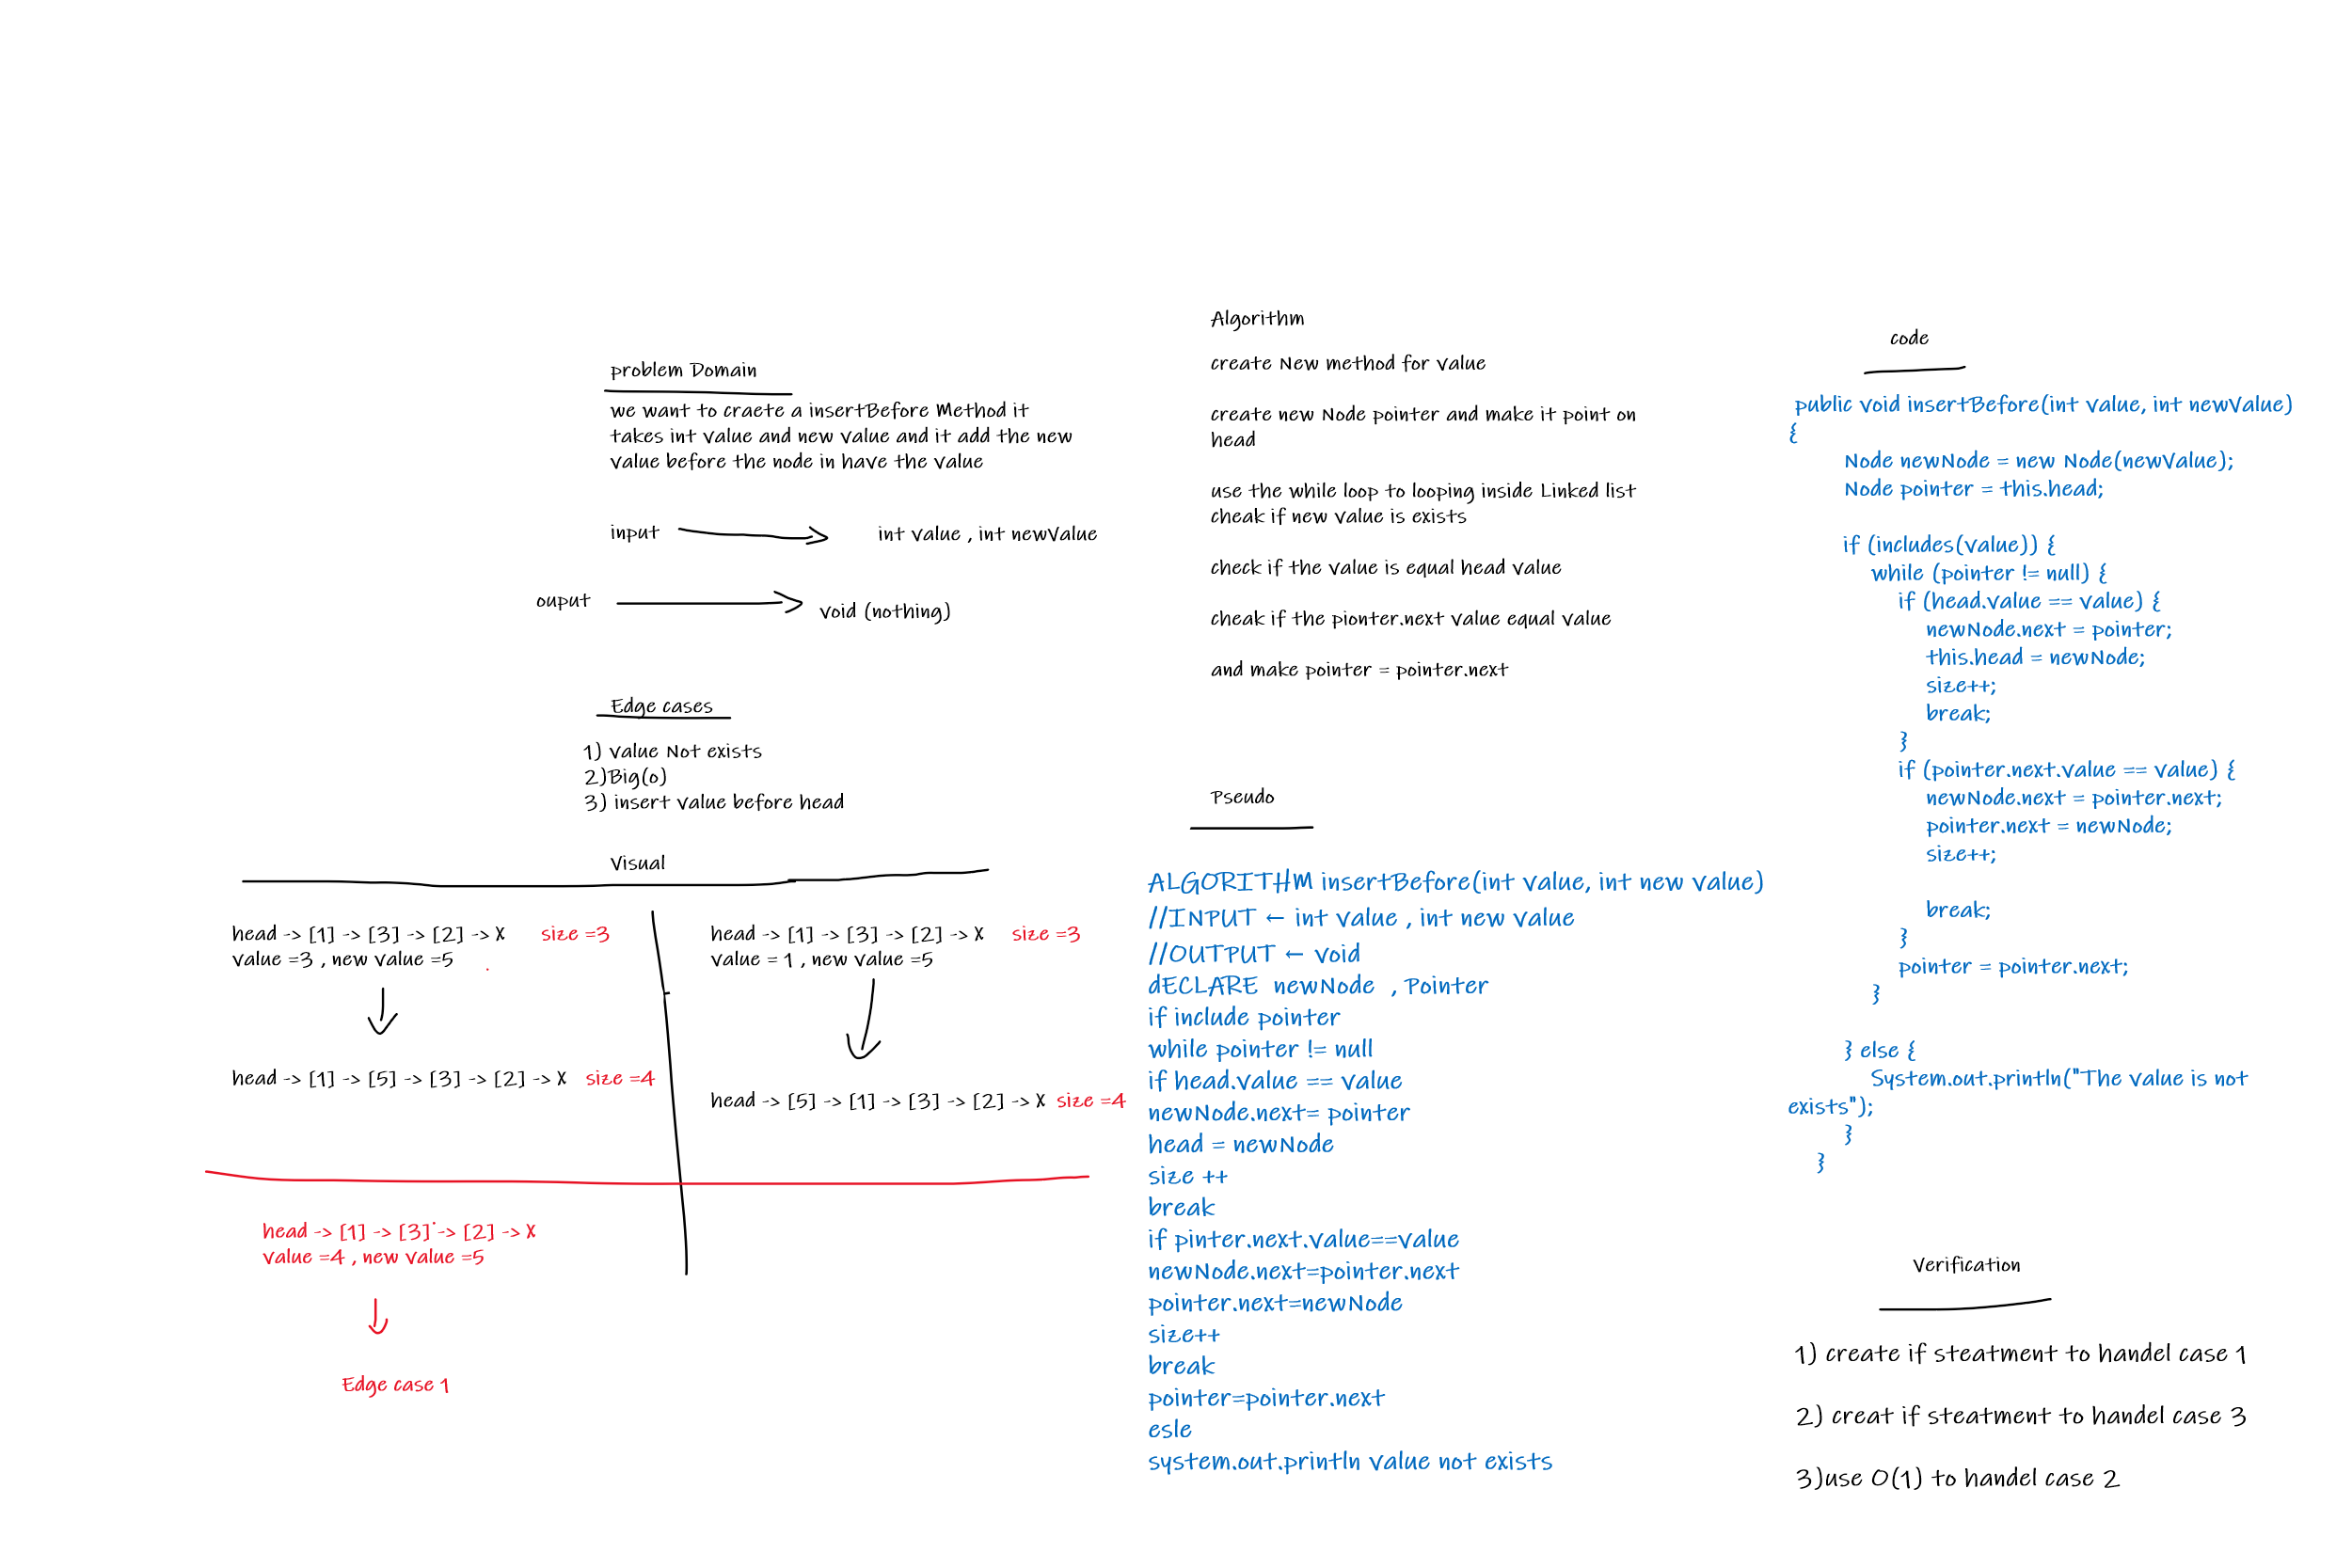 problem Domain
we want to craete a insertBefore Method it
takes int value and new value and it add the new
value before the node in have the value
input
int value , int newValue
ouput
void (nothing)
Edge cases
1) value Not exists
2)Big(o)
3) insert value before head
Visual
head -> [1] -> [3] -> [2] -> X size =3
value =3 , new value =5
head -> [1] -> [5] -> [3] -> [2] -> X size =4
head -> [1] -> [3] -> [2] -> X size =3
value = 1 , new value =5
head -> [5] -> [1] -> [3] -> [2] -> X size =4
head -> [1] -> [3] -> [2] -> X
value =4 , new value =5
Edge case 1
Algorithm
create New method for value
create new Node pointer and make it point on
head
use the while loop to looping inside Linked list
cheak if new value is exists
check if the value is equal head value
cheak if the pionter.next value equal value
and make pointer = pointer.next
Pseudo
ALGORITHM insertBefore(int value, int new value)
//INPUT ← int value , int new value
//OUTPUT ← void
dECLARE newNode , Pointer
if include pointer
while pointer != null
if head.value == value
newNode.next= pointer
head = newNode
size ++
break
if pinter.next.value==value
newNode.next=pointer.next
pointer.next=newNode
size++
break
pointer=pointer.next
esle
system.out.println value not exists
code
public void insertBefore(int value, int newValue)
{
Node newNode = new Node(newValue);
Node pointer = this.head;
if (includes(value)) {
while (pointer != null) {
if (head.value == value) {
newNode.next = pointer;
this.head = newNode;
size++;
break;
}
if (pointer.next.value == value) {
newNode.next = pointer.next;
pointer.next = newNode;
size++;
break;
}
pointer = pointer.next;
}
} else {
System.out.println("The value is not
exists");
}
}
Verification
1) create if steatment to handel case 1
2) creat if steatment to handel case 3
3)use O(1) to handel case 2